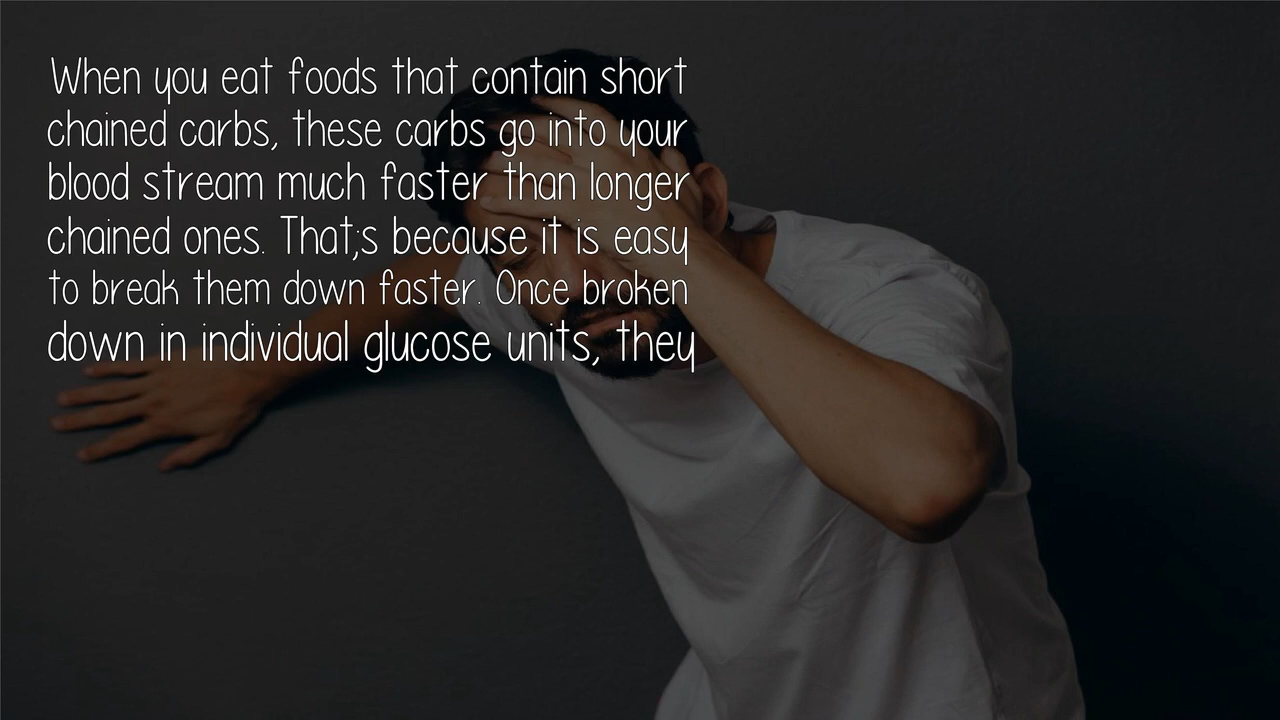 When you eat foods that contain short
chained carbs, these carbs go into your
blood stream much faster than longer
chained ones. That;s because it is easy
to break them down faster. Once broken
down in individual glucose units, they